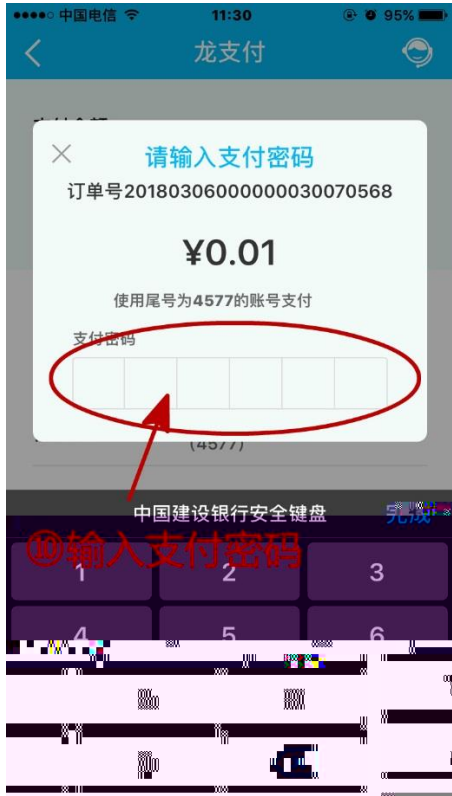 中国电信 11:30 95%
龙支付
请输入支付密码
订单号20180306000000030070568
¥0.01
使用尾号为4577的账号支付
支付密码
(4577)
中国建设银行安全键盘 完成
⑩输入支付密码
1 2 3
4 5 6